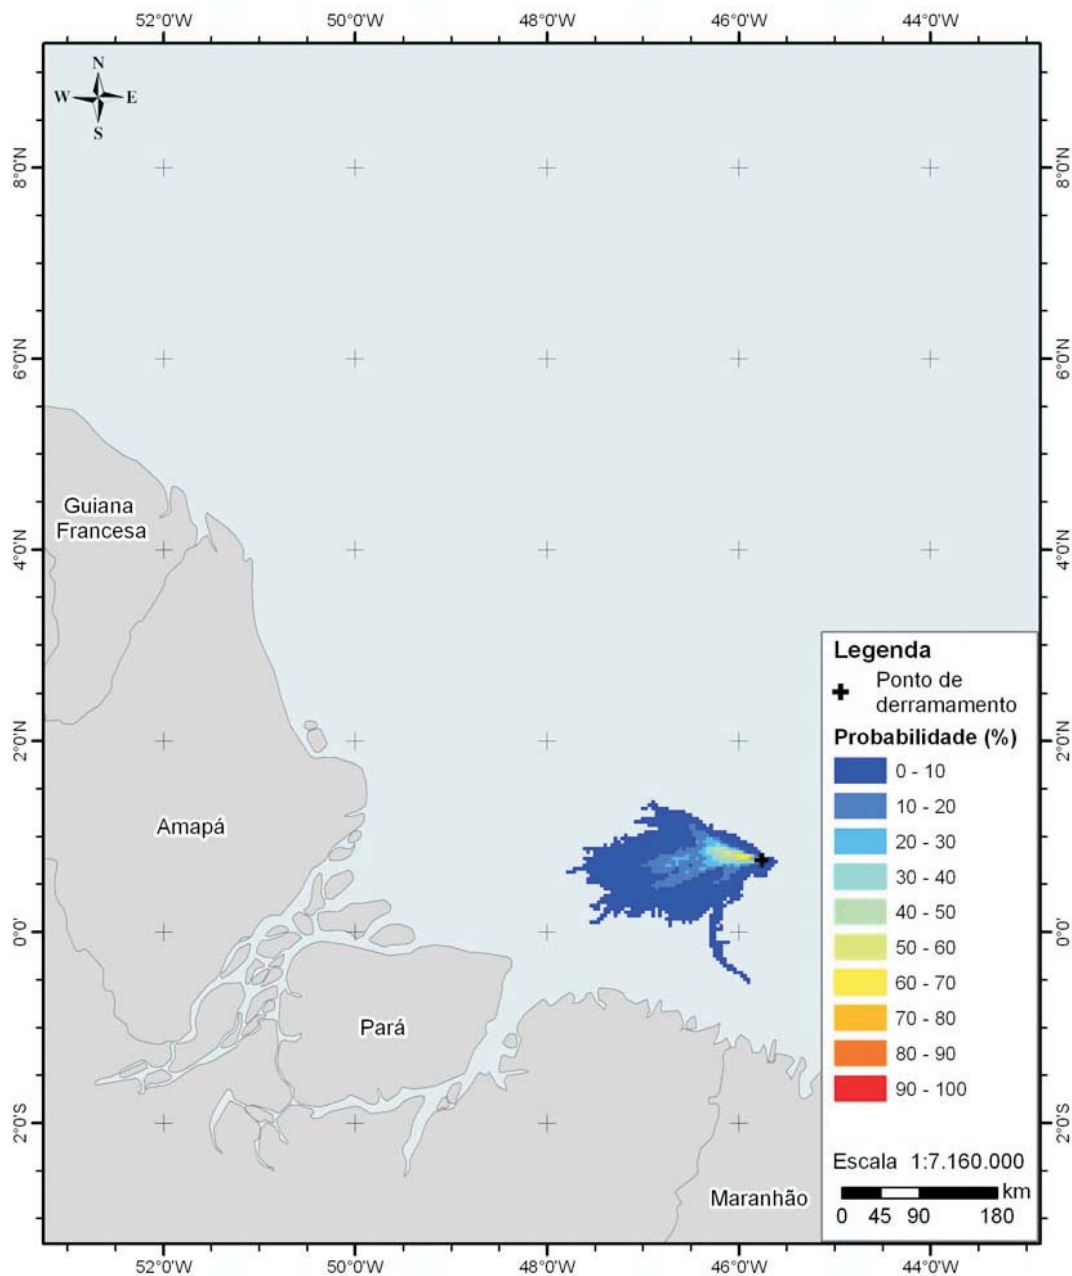 52°0'W 50°0'W 48°0'W 46°0'W 44°0'W
N
W E
S
8°0'N 8°0'N
6°0'N 6°0'N
Guiana
Francesa
4°0'N 4°0'N
Legenda
Ponto de
derramamento
2°0'N 2°0'N
Probabilidade (%)
0 - 10
10 - 20
Amapá
20 - 30
30 - 40
40 - 50
0°0' 0°0'
50 - 60
60 - 70
Pará
70 - 80
80 - 90
90 - 100
2°0'S 2°0'S
Escala 1:7.160.000
Maranhão
km
0 45 90 180
52°0'W 50°0'W 48°0'W 46°0'W 44°0'W